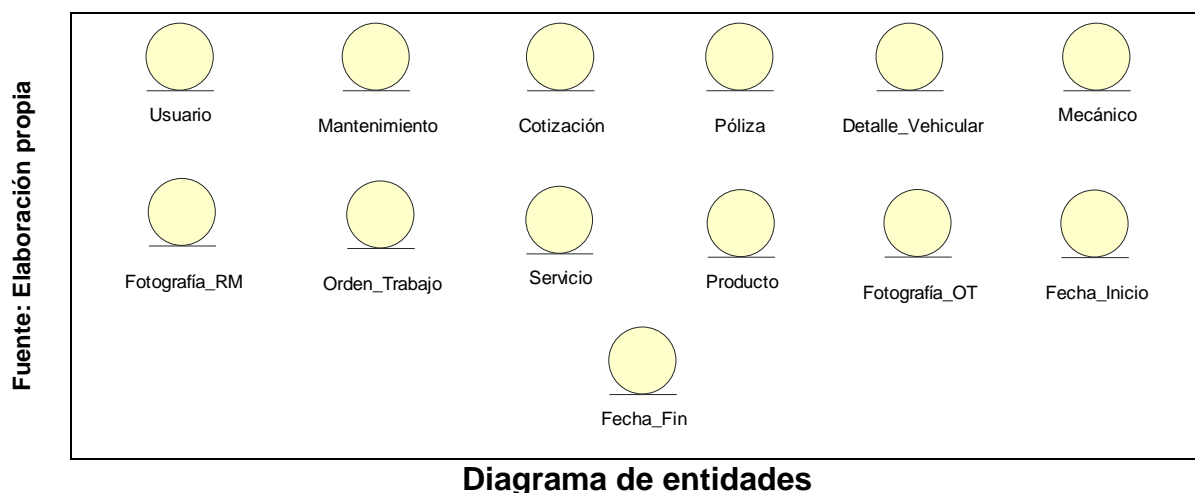 Fuente: Elaboración propia
Usuario
Mantenimiento
Cotización
Póliza
Detalle_Vehicular
Mecánico
Fotografía_RM
Orden_Trabajo
Servicio
Producto
Fotografía_OT
Fecha_Inicio
Fecha_Fin
Diagrama de entidades